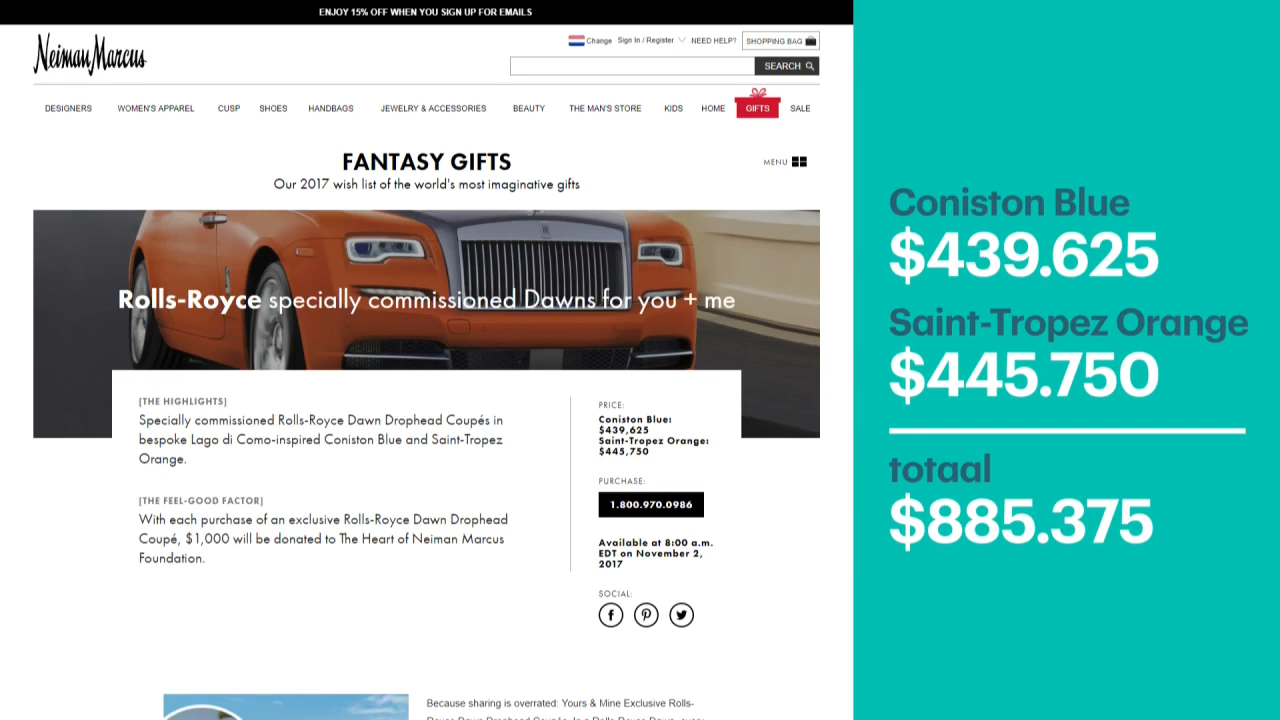 ENJOY 15% OFF WHEN YOU SIGN UP FOR EMAILS
Neiman Marcus
Change Sign In / Register NEED HELP? SHOPPING BAG
SEARCH
DESIGNERS WOMEN'S APPAREL CUSP SHOES HANDBAGS JEWELRY & ACCESSORIES BEAUTY THE MAN'S STORE KIDS HOME GIFTS SALE
FANTASY GIFTS
MENU
Our 2017 wish list of the world's most imaginative gifts
Rolls-Royce specially commissioned Dawns for you + me
[THE HIGHLIGHTS]
Specially commissioned Rolls-Royce Dawn Drophead Coupés in
bespoke Lago di Como-inspired Coniston Blue and Saint-Tropez
Orange.
[THE FEEL-GOOD FACTOR]
With each purchase of an exclusive Rolls-Royce Dawn Drophead
Coupé, $1,000 will be donated to The Heart of Neiman Marcus
Foundation.
PRICE:
Coniston Blue:
$439,625
Saint-Tropez Orange:
$445,750
PURCHASE:
1.800.970.0986
Available at 8:00 a.m.
EDT on November 2,
2017
SOCIAL:
Because sharing is overrated: Yours & Mine Exclusive Rolls-
Coniston Blue
$439.625
Saint-Tropez Orange
$445.750
totaal
$885.375